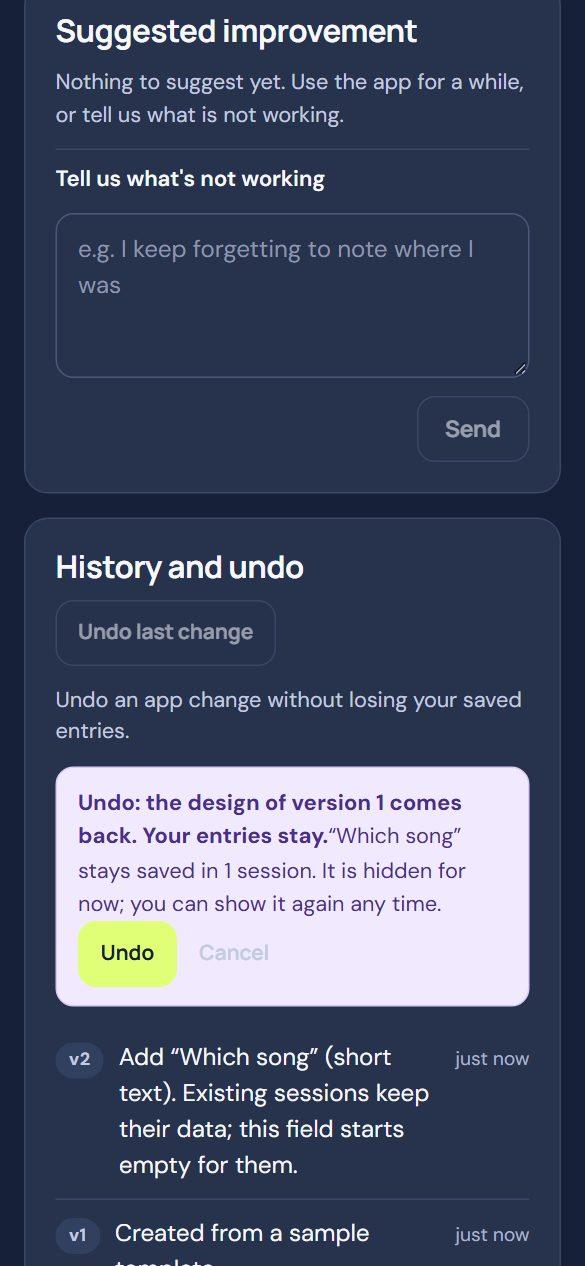 Suggested improvement
Nothing to suggest yet. Use the app for a while,
or tell us what is not working.
Tell us what's not working
e.g. I keep forgetting to note where I
was
Send
History and undo
Undo last change
Undo an app change without losing your saved
entries.
Undo: the design of version 1 comes
back. Your entries stay.“Which song”
stays saved in 1 session. It is hidden for
now; you can show it again any time.
Undo Cancel
v2 Add “Which song” (short just now
text). Existing sessions keep
their data; this field starts
empty for them.
v1 Created from a sample just now